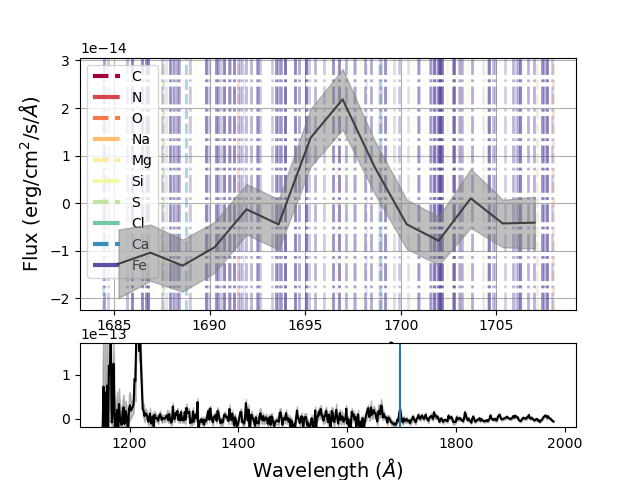 1e−14
3
2
1
0
−1
−2
Flux (erg/cm²/s/Å)
C
N
O
Na
Mg
Si
S
Cl
Ca
Fe
1685 1690 1695 1700 1705
1e−13
1
0
1200 1400 1600 1800 2000
Wavelength (Å)